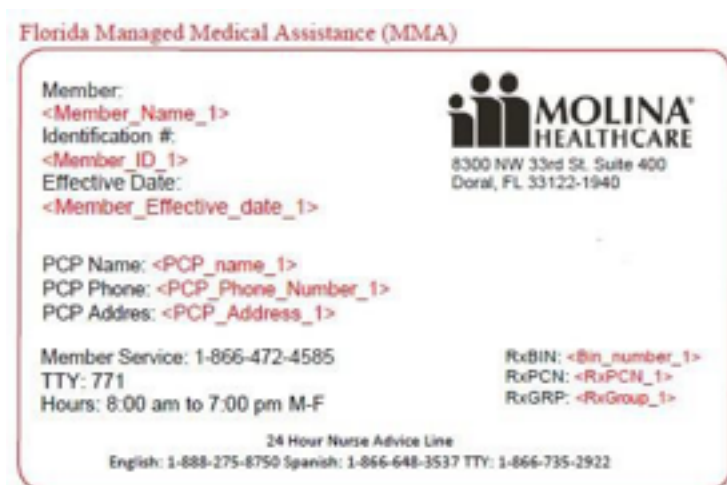 Florida Managed Medical Assistance (MMA)
Member:
<Member_Name_1>
Identification #:
<Member_ID_1>
Effective Date:
<Member_Effective_date_1>
MOLINA®
HEALTHCARE
8300 NW 33rd St. Suite 400
Doral, FL 33122-1940
PCP Name: <PCP_name_1>
PCP Phone: <PCP_Phone_Number_1>
PCP Addres: <PCP_Address_1>
Member Service: 1-866-472-4585
TTY: 771
Hours: 8:00 am to 7:00 pm M-F
RxBIN: <Bin_number_1>
RxPCN: <RxPCN_1>
RxGRP: <RxGroup_1>
24 Hour Nurse Advice Line
English: 1-888-275-8750 Spanish: 1-866-648-3537 TTY: 1-866-735-2922